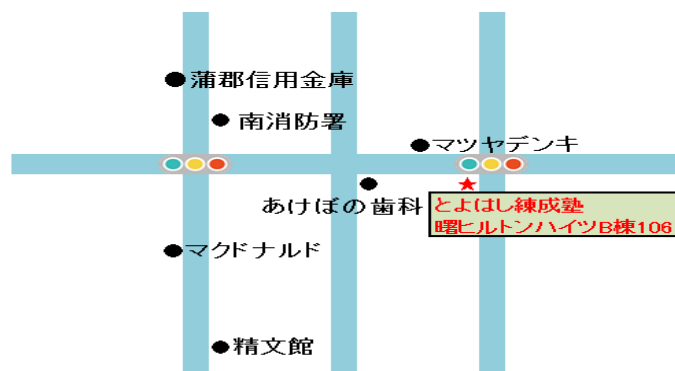 蒲郡信用金庫
南消防署
マツヤデンキ
あけぼの歯科
とよはし練成塾
曙ヒルトンハイツB棟106
マクドナルド
精文館